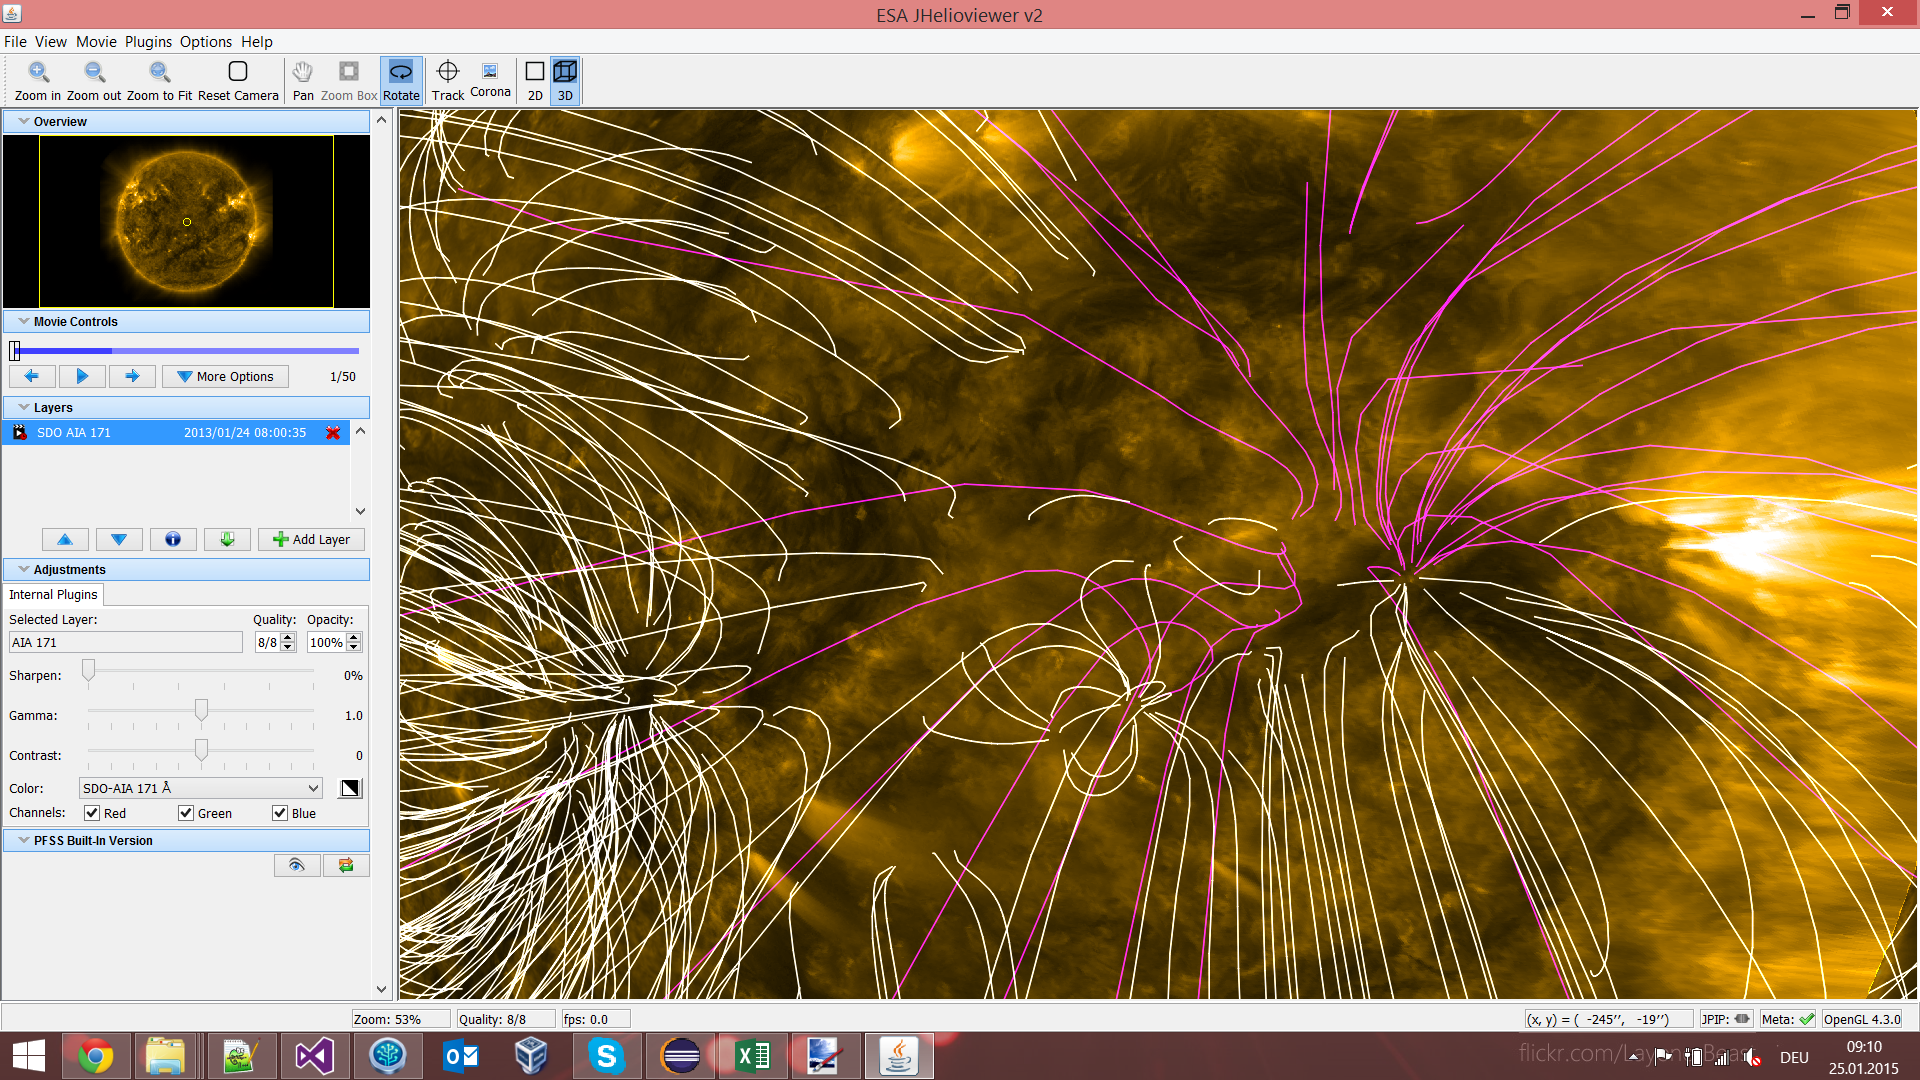 ESA JHelioviewer v2
File View Movie Plugins Options Help
Zoom in Zoom out Zoom to Fit Reset Camera Pan Zoom Box Rotate Track Corona 2D 3D
Overview
Movie Controls
More Options 1/50
Layers
SDO AIA 171 2013/01/24 08:00:35
Add Layer
Adjustments
Internal Plugins
Selected Layer: Quality: Opacity:
AIA 171 8/8 100%
Sharpen: 0%
Gamma: 1.0
Contrast: 0
Color: SDO-AIA 171 Å
Channels: Red Green Blue
PFSS Built-In Version
Zoom: 53% Quality: 8/8 fps: 0.0 (x, y) = ( -245’’, -19’’) JPIP: Meta: OpenGL 4.3.0
flickr.com/ DEU 09:10
25.01.2015